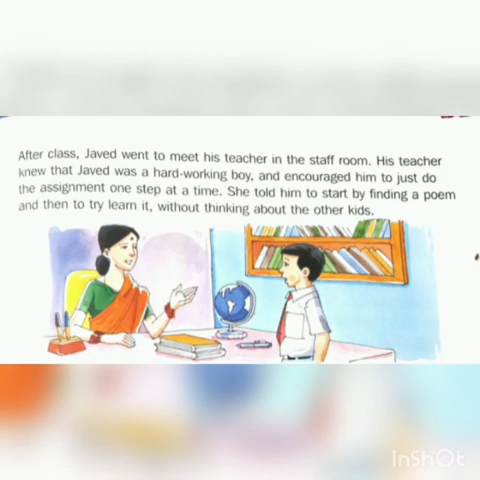 After class, Javed went to meet his teacher in the staff room. His teacher
knew that Javed was a hard-working boy, and encouraged him to just do
the assignment one step at a time. She told him to start by finding a poem
and then to try learn it, without thinking about the other kids.
InShOt